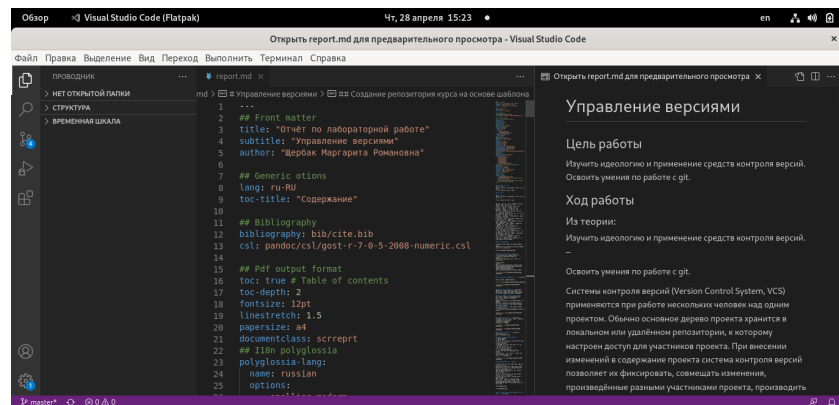 Обзор
Visual Studio Code (Flatpak)
Чт, 28 апреля 15:23
en
Открыть report.md для предварительного просмотра - Visual Studio Code
Файл Правка Выделение Вид Переход Выполнить Терминал Справка
ПРОВОДНИК
НЕТ ОТКРЫТОЙ ПАПКИ
СТРУКТУРА
ВРЕМЕННАЯ ШКАЛА
report.md
md > # Управление версиями > ## Создание репозитория курса на основе шаблона
1 ---
2 ## Front matter
3 title: "Отчёт по лабораторной работе"
4 subtitle: "Управление версиями"
5 author: "Щербак Маргарита Романовна"
6
7 ## Generic otions
8 lang: ru-RU
9 toc-title: "Содержание"
10
11 ## Bibliography
12 bibliography: bib/cite.bib
13 csl: pandoc/csl/gost-r-7-0-5-2008-numeric.csl
14
15 ## Pdf output format
16 toc: true # Table of contents
17 toc-depth: 2
18 fontsize: 12pt
19 linestretch: 1.5
20 papersize: a4
21 documentclass: scrreprt
22 ## I18n polyglossia
23 polyglossia-lang:
24 name: russian
25 options:
Открыть report.md для предварительного просмотра
Управление версиями
Цель работы
Изучить идеологию и применение средств контроля версий.
Освоить умения по работе с git.
Ход работы
Из теории:
Изучить идеологию и применение средств контроля версий.
–
Освоить умения по работе с git.
Системы контроля версий (Version Control System, VCS)
применяются при работе нескольких человек над одним
проектом. Обычно основное дерево проекта хранится в
локальном или удалённом репозитории, к которому
настроен доступ для участников проекта. При внесении
изменений в содержание проекта система контроля версий
позволяет их фиксировать, совмещать изменения,
произведённые разными участниками проекта, производить
master* 0 0